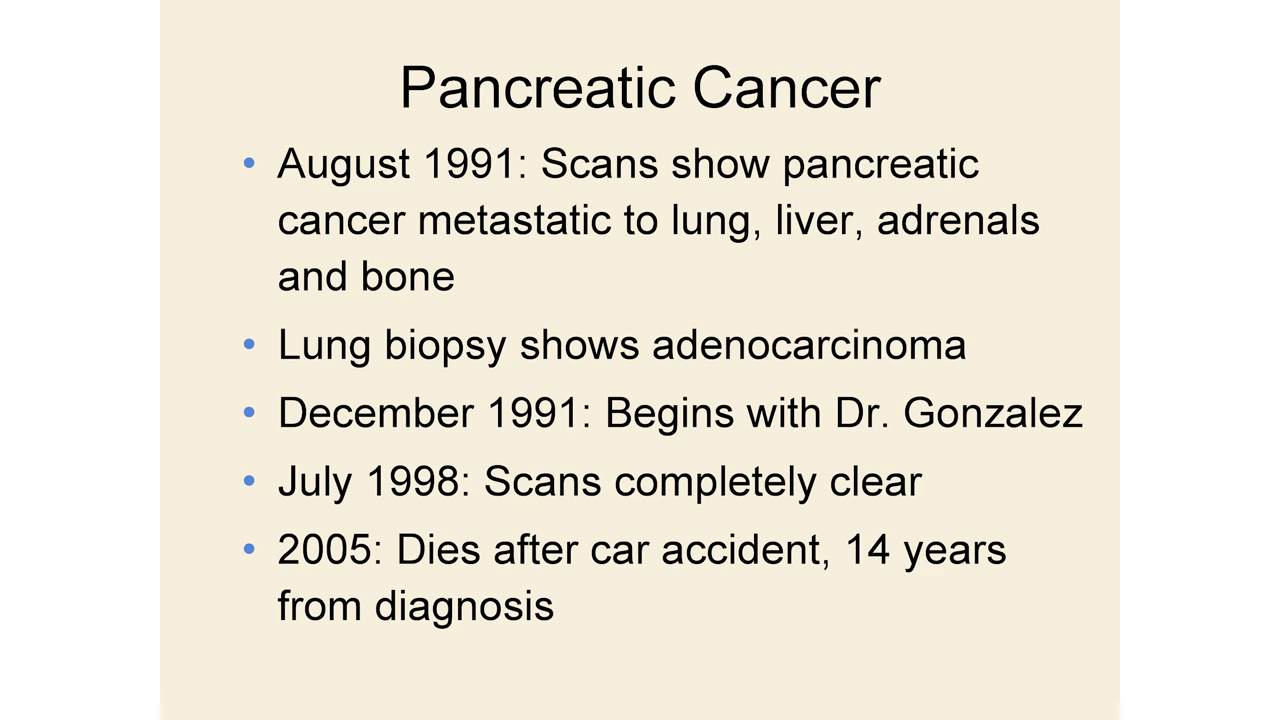 Pancreatic Cancer
• August 1991: Scans show pancreatic
cancer metastatic to lung, liver, adrenals
and bone
• Lung biopsy shows adenocarcinoma
• December 1991: Begins with Dr. Gonzalez
• July 1998: Scans completely clear
• 2005: Dies after car accident, 14 years
from diagnosis